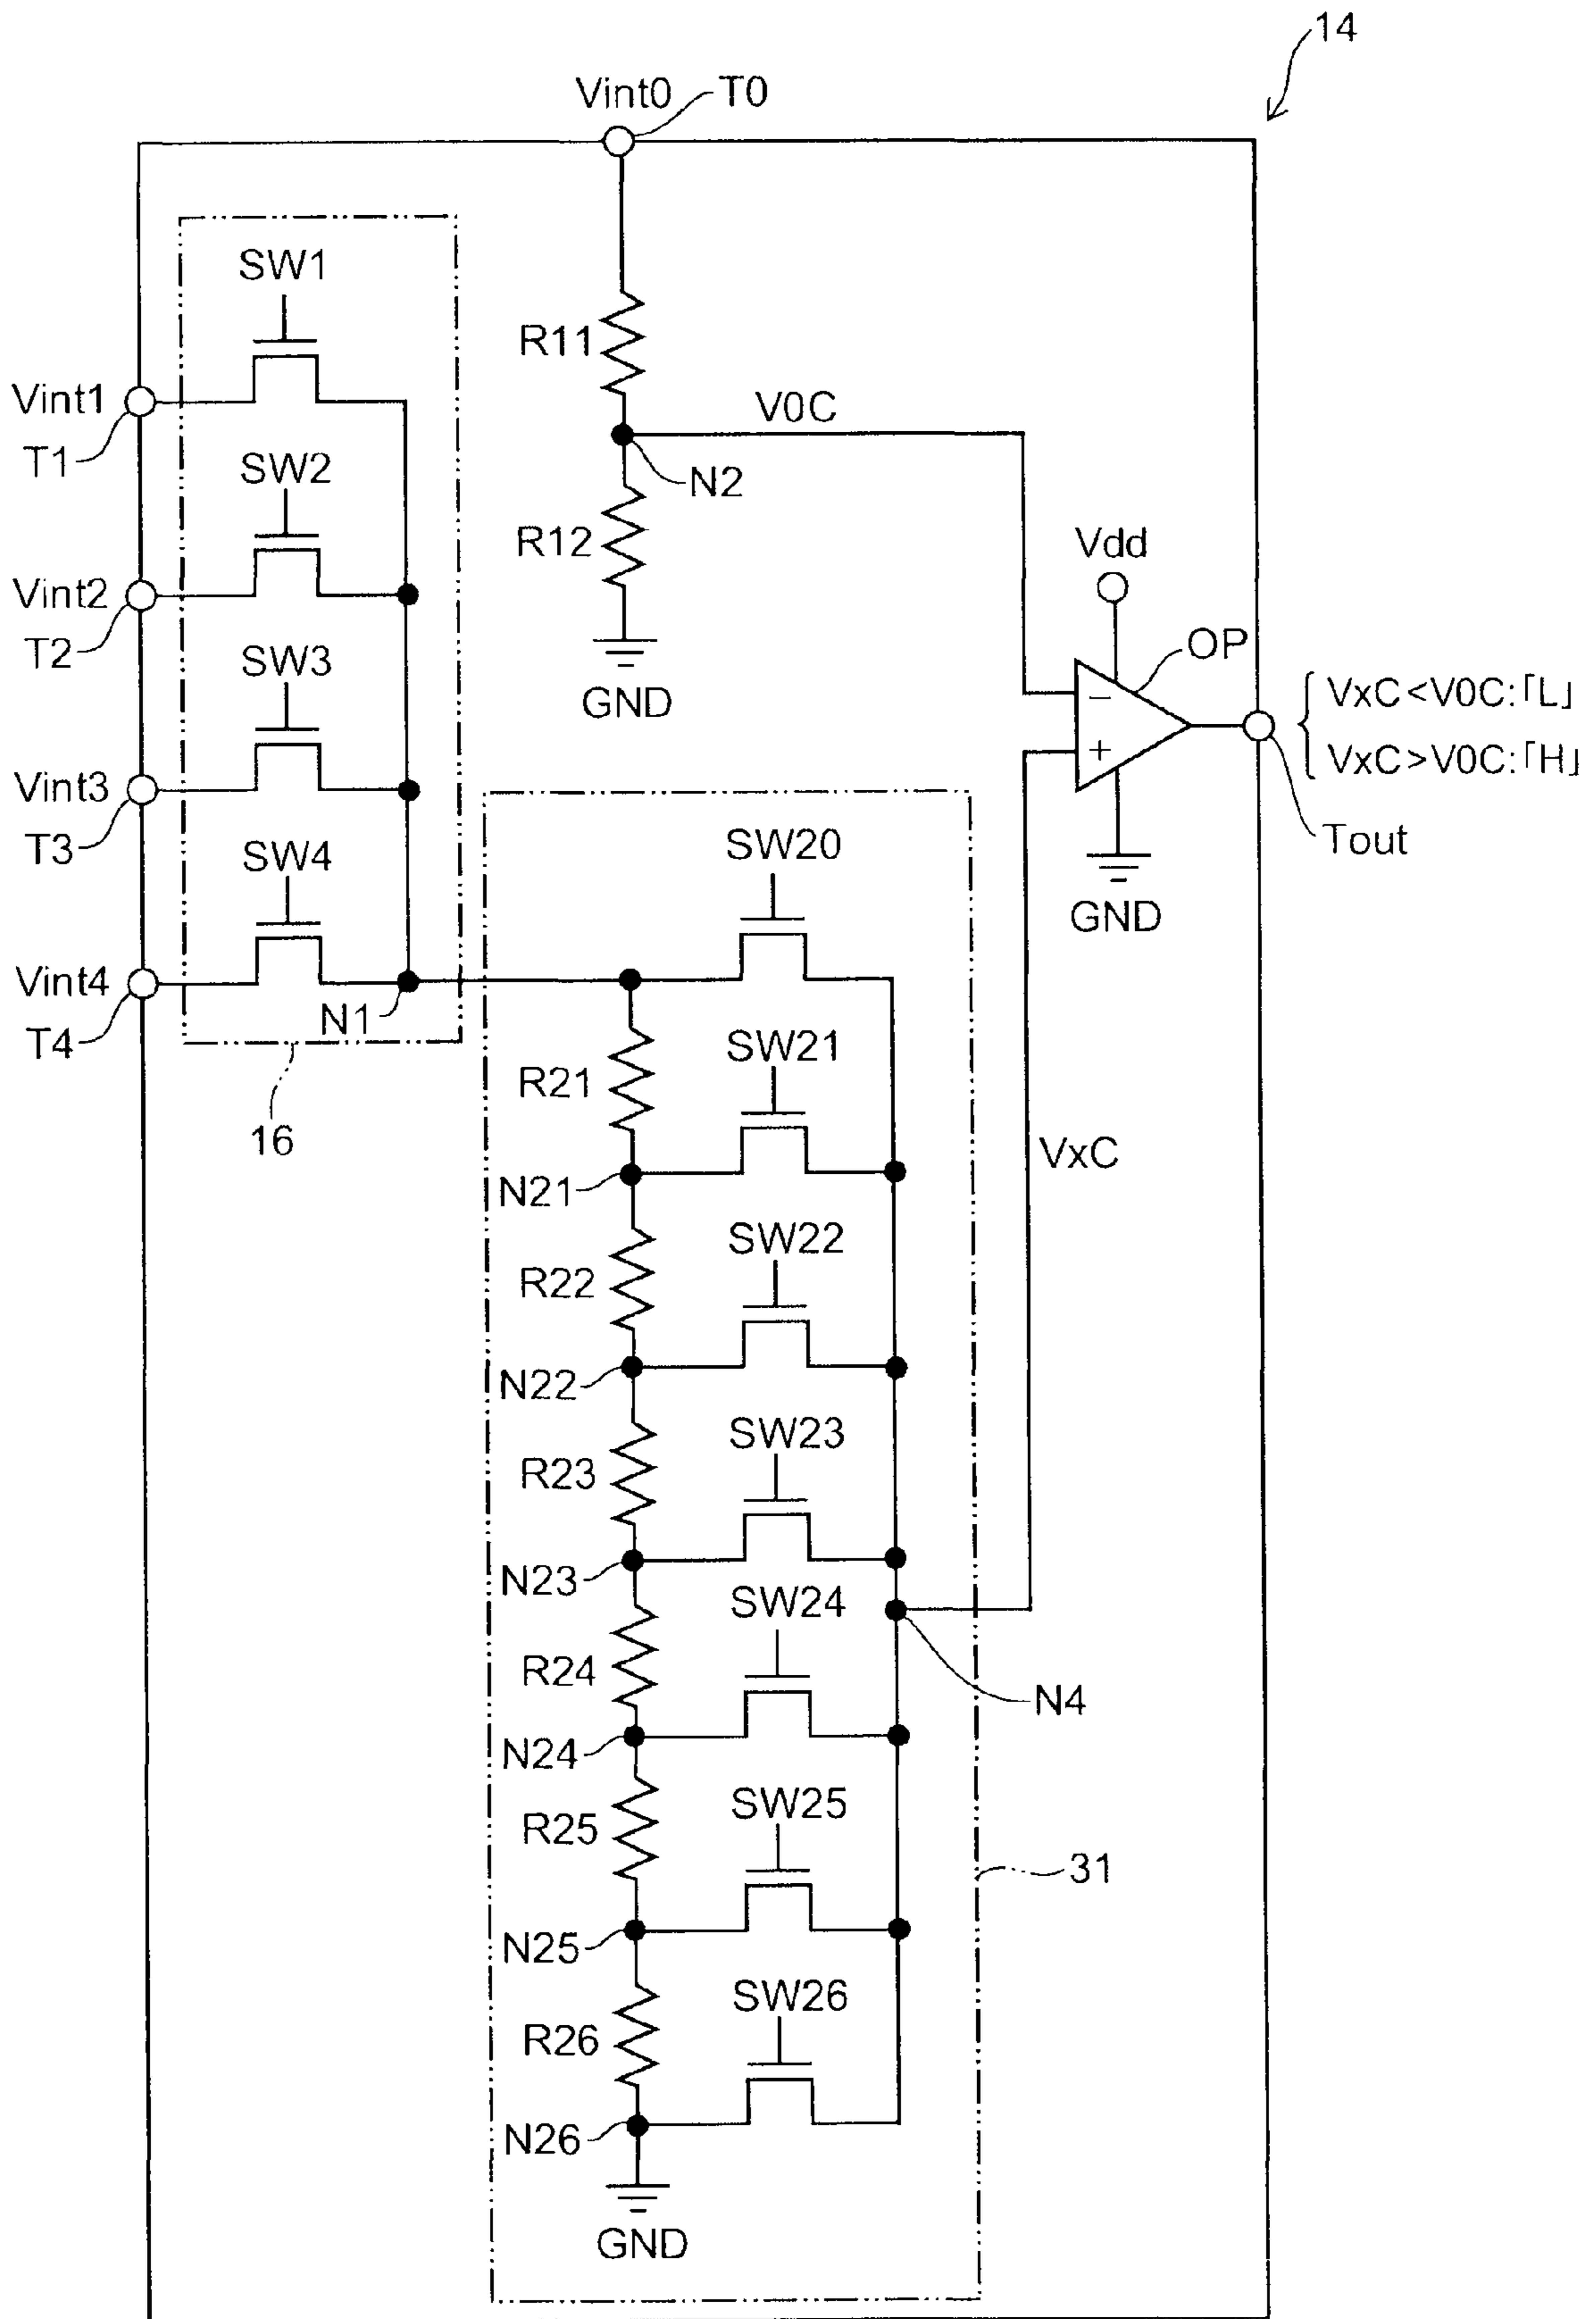 14
Vint0
T0
SW1
R11
Vint1
T1
V0C
SW2
N2
R12
Vdd
Vint2
T2
OP
SW3
GND
VxC<V0C:「L」
VxC>V0C:「H」
Vint3
T3
Tout
SW4
SW20
GND
Vint4
T4
N1
SW21
R21
16
VxC
N21
SW22
R22
N22
SW23
R23
N23
SW24
R24
N4
N24
SW25
R25
31
N25
SW26
R26
N26
GND
−
+